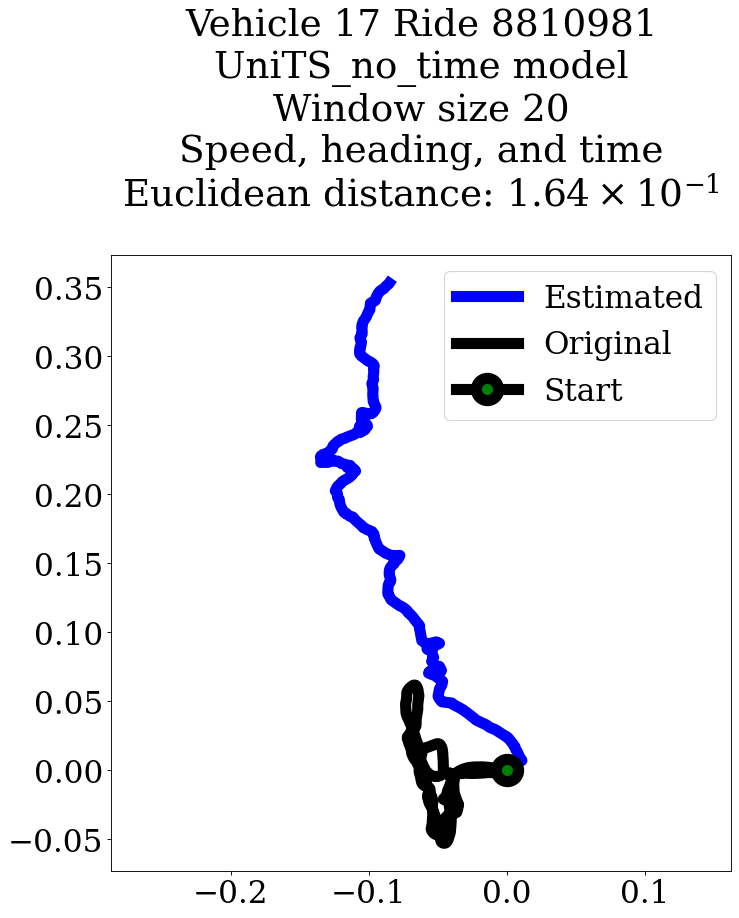 Vehicle 17 Ride 8810981
UniTS_no_time model
Window size 20
Speed, heading, and time
Euclidean distance: 1.64 × 10⁻¹
Estimated
Original
Start
0.35
0.30
0.25
0.20
0.15
0.10
0.05
0.00
−0.05
−0.2 −0.1 0.0 0.1